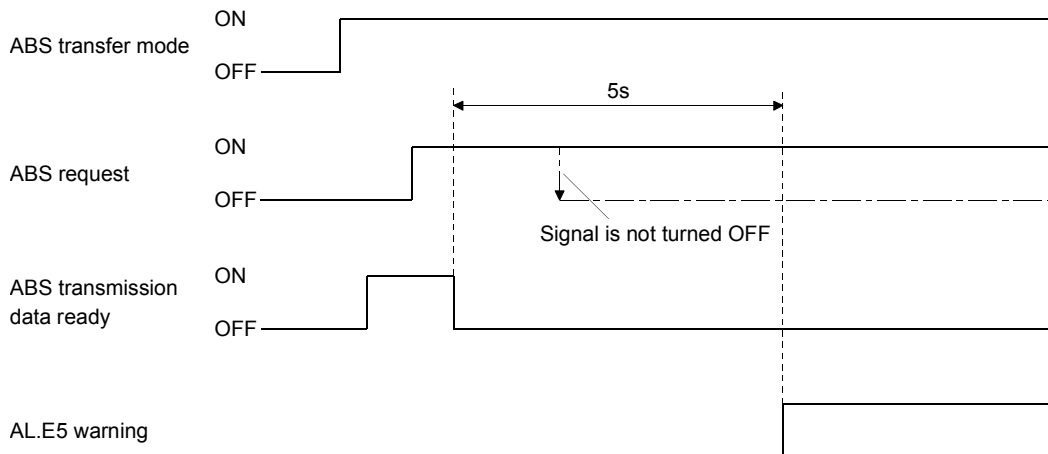 ON
ABS transfer mode
OFF
5s
ON
ABS request
OFF
Signal is not turned OFF
ON
ABS transmission
data ready
OFF
AL.E5 warning